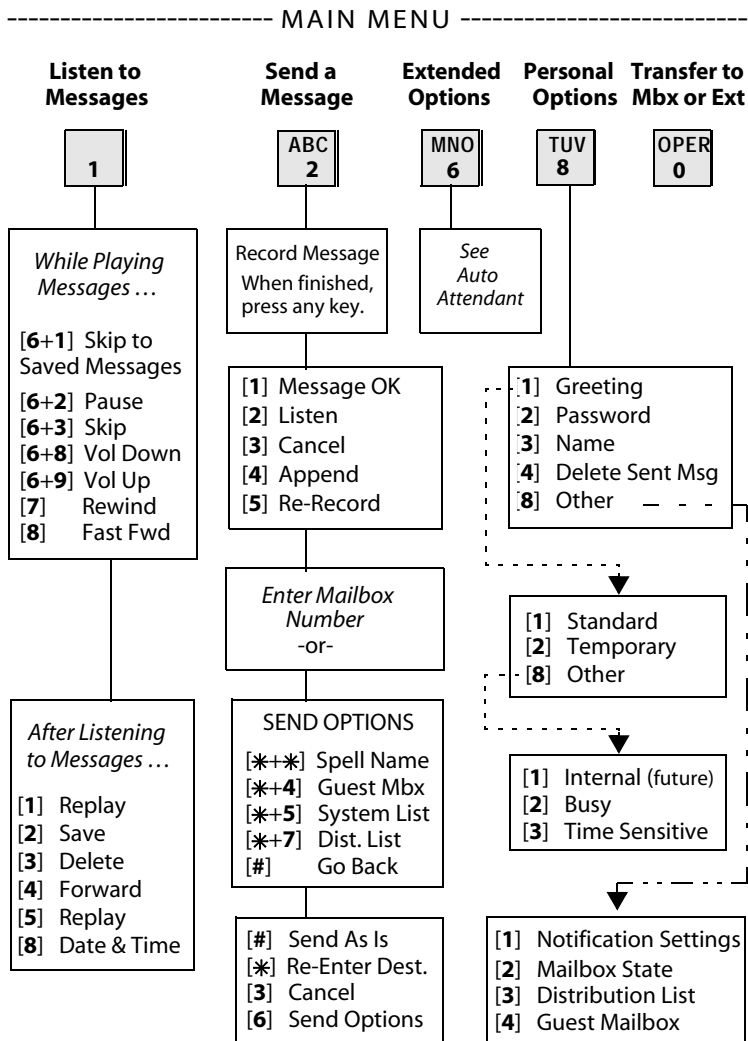 MAIN MENU
Listen to
Messages
1
While Playing
Messages …
[6+1] Skip to
Saved Messages
[6+2] Pause
[6+3] Skip
[6+8] Vol Down
[6+9] Vol Up
[7] Rewind
[8] Fast Fwd
After Listening
to Messages …
[1] Replay
[2] Save
[3] Delete
[4] Forward
[5] Replay
[8] Date & Time
Send a
Message
ABC
2
Record Message
When finished,
press any key.
[1] Message OK
[2] Listen
[3] Cancel
[4] Append
[5] Re-Record
Enter Mailbox
Number
-or-
SEND OPTIONS
[✳+✳] Spell Name
[✳+4] Guest Mbx
[✳+5] System List
[✳+7] Dist. List
[#] Go Back
[#] Send As Is
[✳] Re-Enter Dest.
[3] Cancel
[6] Send Options
Extended
Options
MNO
6
See
Auto
Attendant
Personal
Options
TUV
8
[1] Greeting
[2] Password
[3] Name
[4] Delete Sent Msg
[8] Other
[1] Standard
[2] Temporary
[8] Other
[1] Internal (future)
[2] Busy
[3] Time Sensitive
[1] Notification Settings
[2] Mailbox State
[3] Distribution List
[4] Guest Mailbox
Transfer to
Mbx or Ext
OPER
0